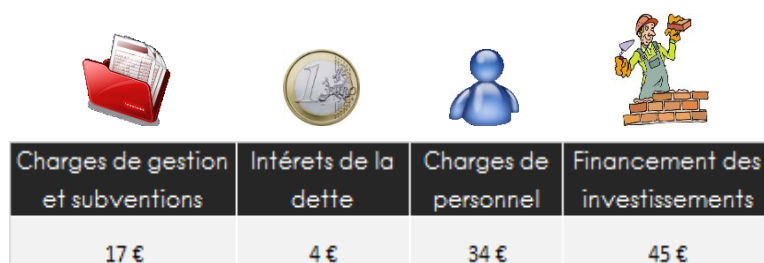 Charges de gestion et subventions
Intérets de la dette
Charges de personnel
Financement des investissements
17 €
4 €
34 €
45 €